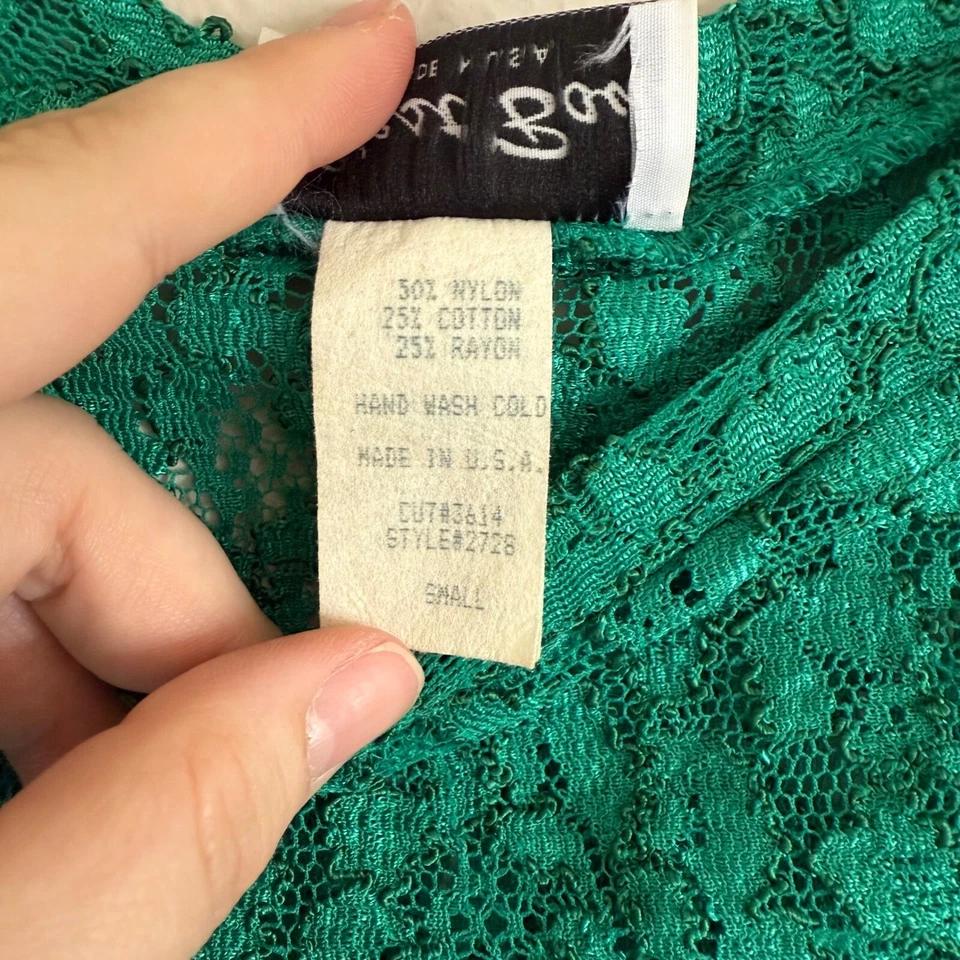 50% NYLON
25% COTTON
25% RAYON
HAND WASH COLD
MADE IN U.S.A.
CUT#3614
STYLE#2728
SMALL